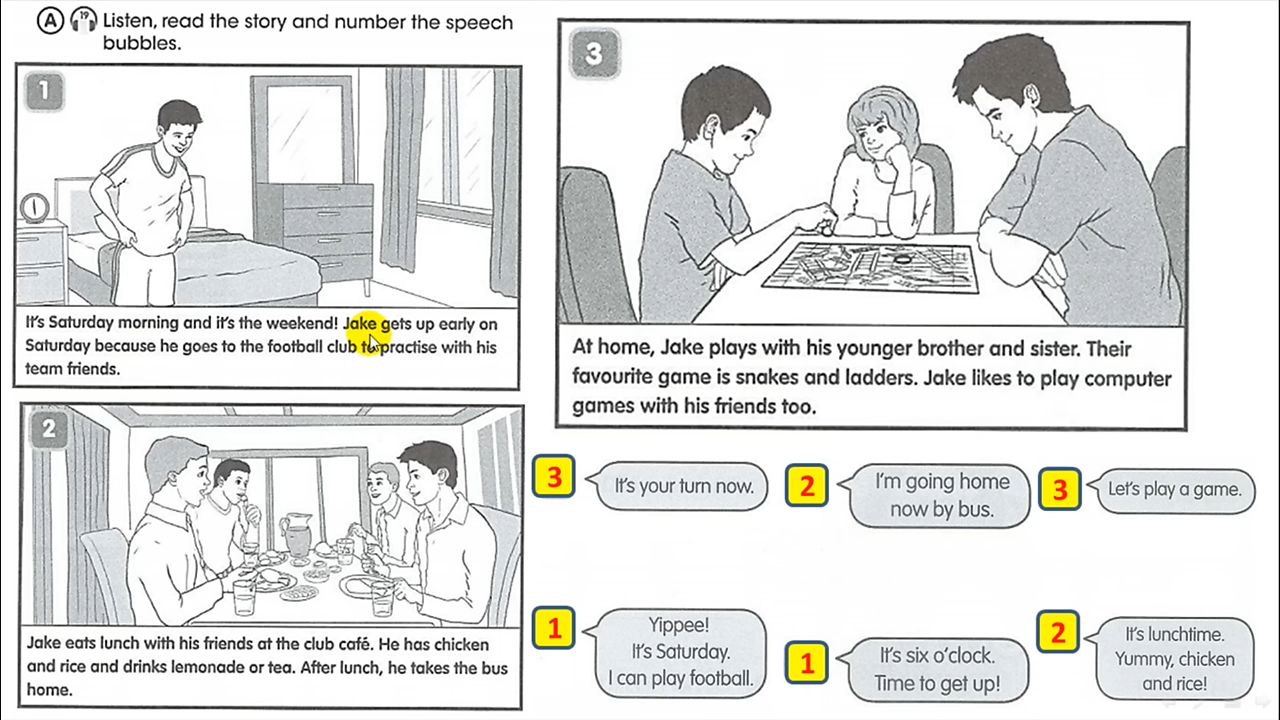 A 19 Listen, read the story and number the speech
bubbles.
1
It's Saturday morning and it's the weekend! Jake gets up early on
Saturday because he goes to the football club to practise with his
team friends.
2
Jake eats lunch with his friends at the club café. He has chicken
and rice and drinks lemonade or tea. After lunch, he takes the bus
home.
3
At home, Jake plays with his younger brother and sister. Their
favourite game is snakes and ladders. Jake likes to play computer
games with his friends too.
3
It's your turn now.
2
I'm going home
now by bus.
3
Let's play a game.
1
Yippee!
It's Saturday.
I can play football.
1
It's six o'clock.
Time to get up!
2
It's lunchtime.
Yummy, chicken
and rice!